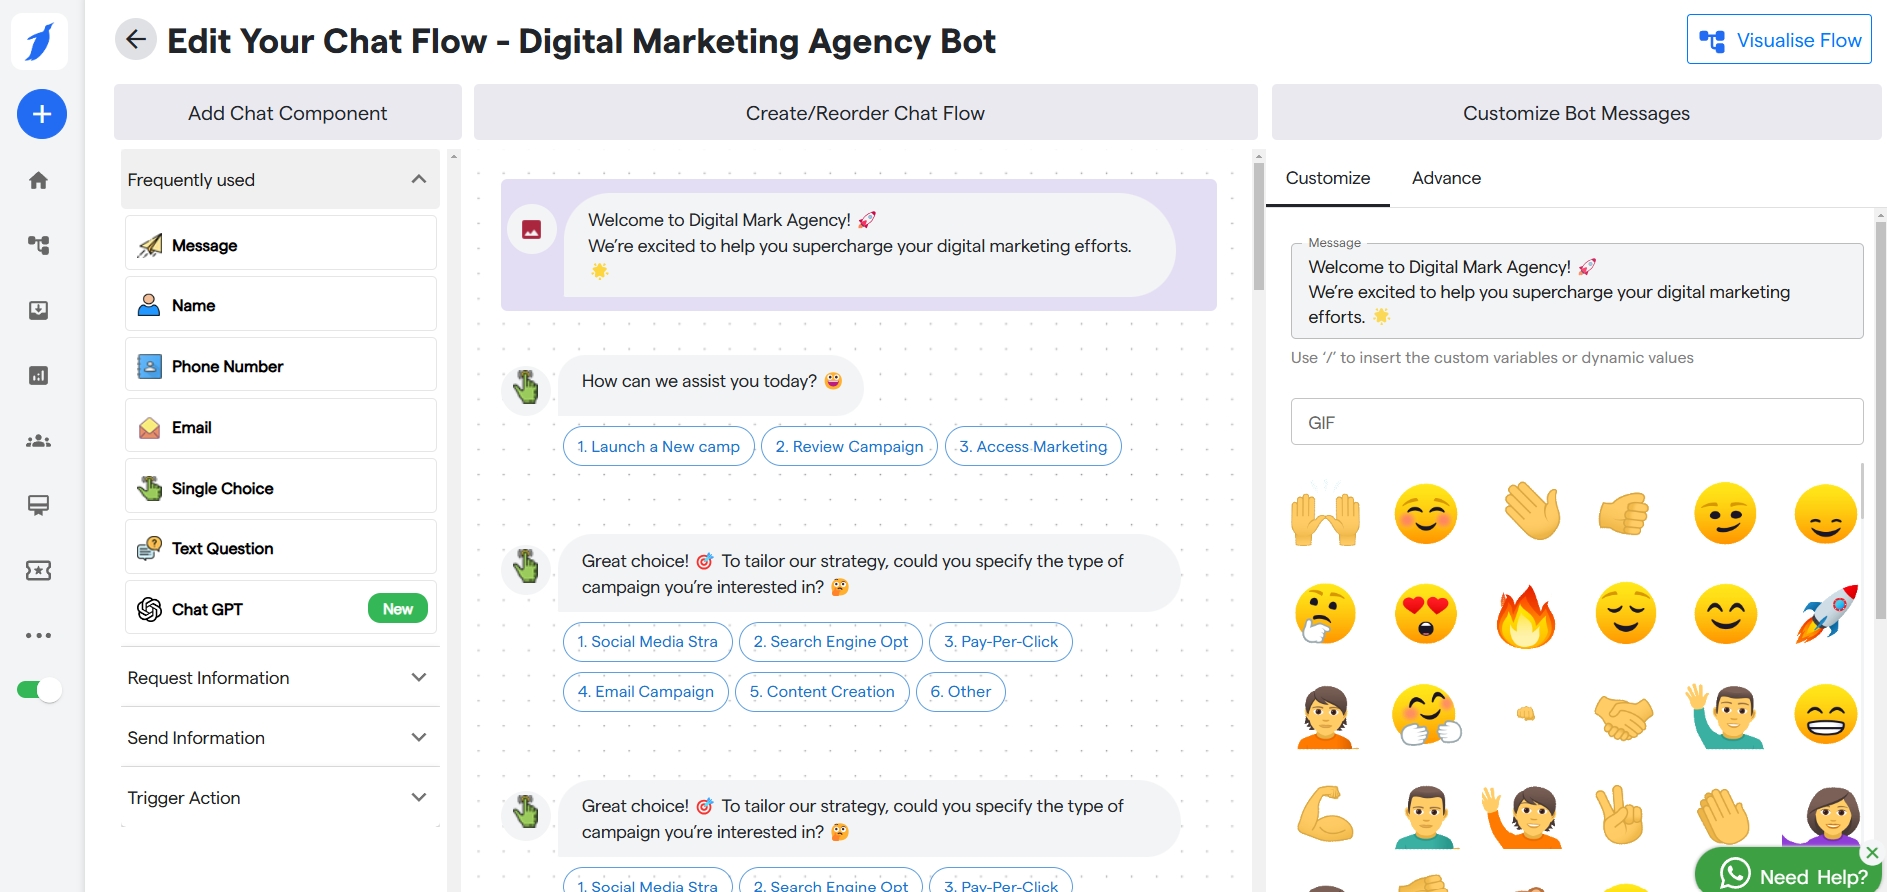 Edit Your Chat Flow - Digital Marketing Agency Bot
Visualise Flow
Add Chat Component
Create/Reorder Chat Flow
Customize Bot Messages
Frequently used
Message
Name
Phone Number
Email
Single Choice
Text Question
Chat GPT
New
Request Information
Send Information
Trigger Action
Welcome to Digital Mark Agency! 🚀
We’re excited to help you supercharge your digital marketing efforts.
🌟
How can we assist you today? 😀
1. Launch a New camp
2. Review Campaign
3. Access Marketing
Great choice! 🎯 To tailor our strategy, could you specify the type of
campaign you’re interested in? 🤔
1. Social Media Stra
2. Search Engine Opt
3. Pay-Per-Click
4. Email Campaign
5. Content Creation
6. Other
Great choice! 🎯 To tailor our strategy, could you specify the type of
campaign you’re interested in? 🤔
1. Social Media Stra
2. Search Engine Opt
3. Pay-Per-Click
Customize
Advance
Message
Welcome to Digital Mark Agency! 🚀
We’re excited to help you supercharge your digital marketing
efforts. 🌟
Use ‘/’ to insert the custom variables or dynamic values
GIF
Need Help?